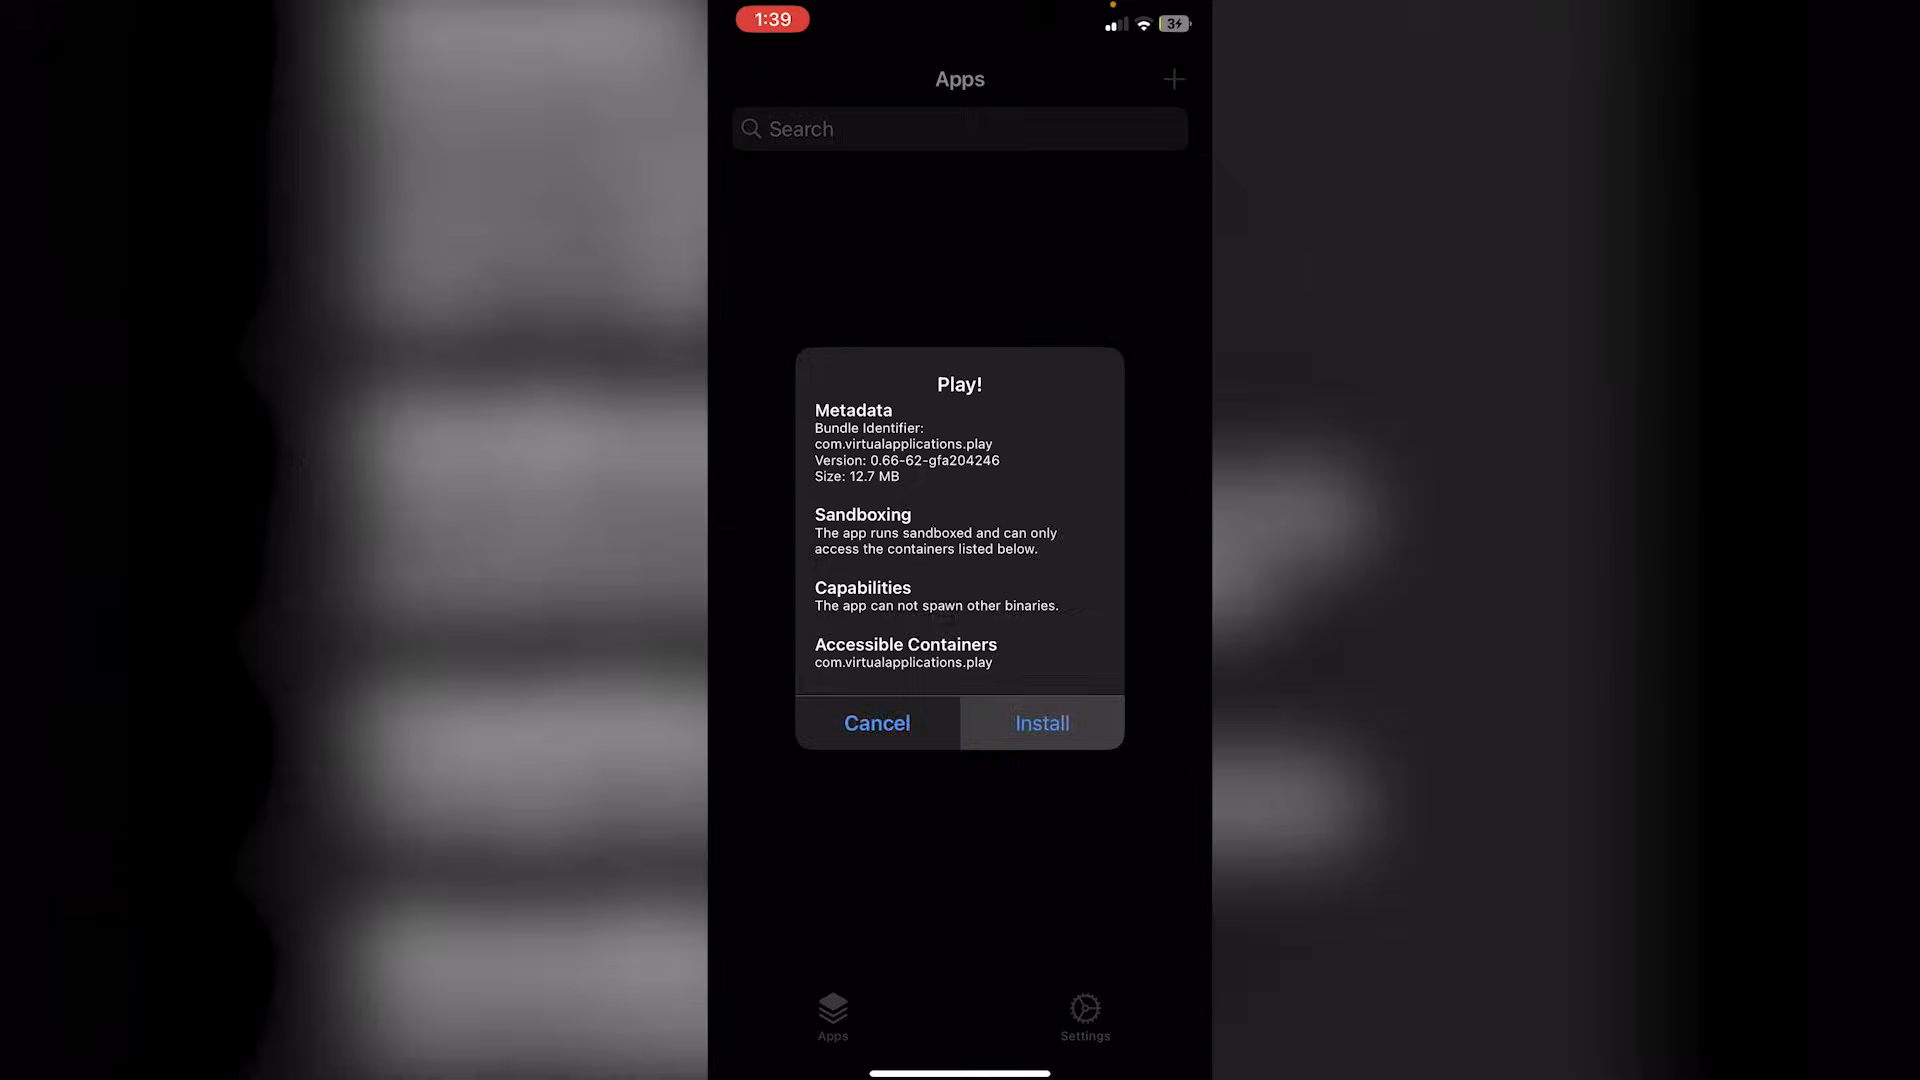 1:39
3
Apps
Search
Play!
Metadata
Bundle Identifier:
com.virtualapplications.play
Version: 0.66-62-gfa204246
Size: 12.7 MB
Sandboxing
The app runs sandboxed and can only
access the containers listed below.
Capabilities
The app can not spawn other binaries.
Accessible Containers
com.virtualapplications.play
Cancel
Install
Apps
Settings